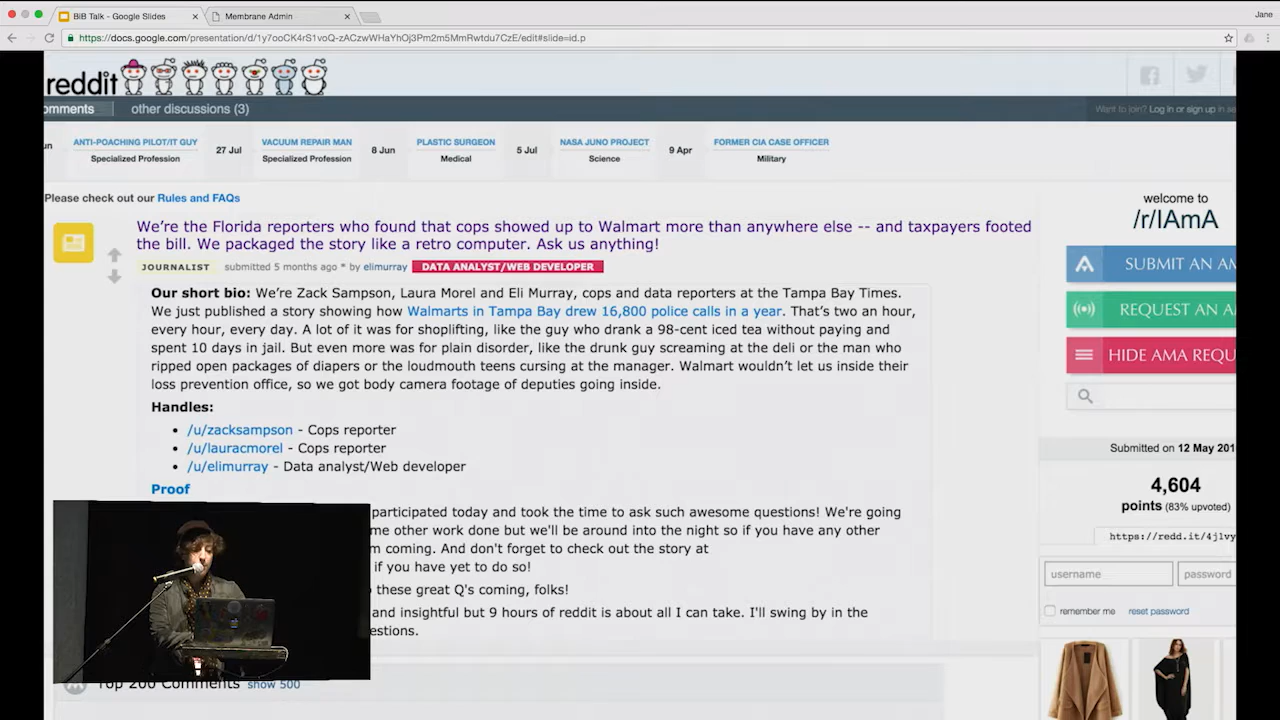 BiB Talk - Google Slides
Membrane Admin
Jane
https://docs.google.com/presentation/d/1y7ooCK4rS1voQ-zACzwWHaYhOj3Pm2m5MmRwtdu7CzE/edit#slide=id.p
reddit
omments other discussions (3)
Want to join? Log in or sign up in se
un ANTI-POACHING PILOT/IT GUY 27 Jul VACUUM REPAIR MAN 8 Jun PLASTIC SURGEON 5 Jul NASA JUNO PROJECT 9 Apr FORMER CIA CASE OFFICER
Specialized Profession Specialized Profession Medical Science Military
Please check out our Rules and FAQs
We're the Florida reporters who found that cops showed up to Walmart more than anywhere else -- and taxpayers footed
the bill. We packaged the story like a retro computer. Ask us anything!
JOURNALIST submitted 5 months ago * by elimurray DATA ANALYST/WEB DEVELOPER
Our short bio: We're Zack Sampson, Laura Morel and Eli Murray, cops and data reporters at the Tampa Bay Times.
We just published a story showing how Walmarts in Tampa Bay drew 16,800 police calls in a year. That's two an hour,
every hour, every day. A lot of it was for shoplifting, like the guy who drank a 98-cent iced tea without paying and
spent 10 days in jail. But even more was for plain disorder, like the drunk guy screaming at the deli or the man who
ripped open packages of diapers or the loudmouth teens cursing at the manager. Walmart wouldn't let us inside their
loss prevention office, so we got body camera footage of deputies going inside.
Handles:
• /u/zacksampson - Cops reporter
• /u/lauracmorel - Cops reporter
• /u/elimurray - Data analyst/Web developer
Proof
participated today and took the time to ask such awesome questions! We're going
me other work done but we'll be around into the night so if you have any other
m coming. And don't forget to check out the story at
if you have yet to do so!
these great Q's coming, folks!
and insightful but 9 hours of reddit is about all I can take. I'll swing by in the
estions.
Top 200 Comments show 500
welcome to
/r/IAmA
SUBMIT AN AM
REQUEST AN A
HIDE AMA REQU
Submitted on 12 May 201
4,604
points (83% upvoted)
https://redd.it/4jlvy
username password
remember me reset password